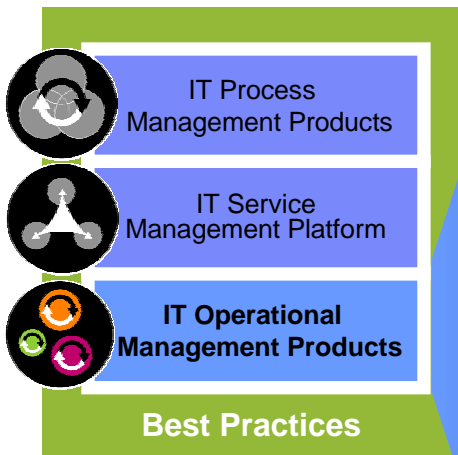 IT Process
Management Products
IT Service
Management Platform
IT Operational
Management Products
Best Practices